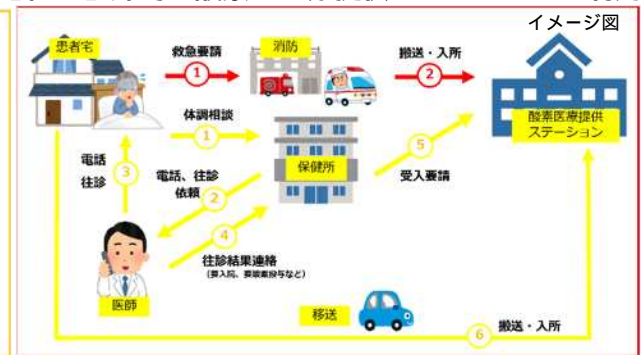 イメージ図
患者宅
救急要請
①
消防
搬送・入所
②
酸素医療提供
ステーション
体調相談
①
保健所
⑤
受入要請
電話
往診
③
電話、往診
依頼
②
④
往診結果連絡
(要入院、要酸素投与など)
医師
移送
搬送・入所
⑥